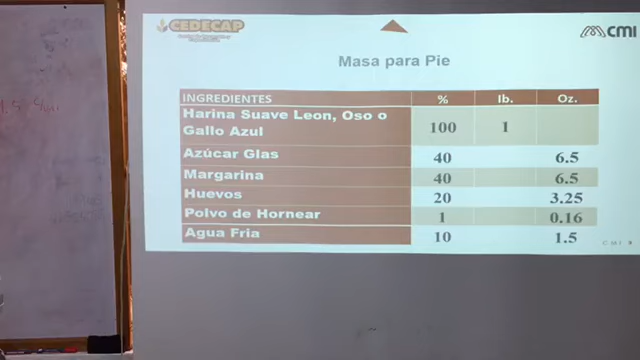 CEDECAP
CMI
Masa para Pie
INGREDIENTES % lb. Oz.
Harina Suave Leon, Oso o
Gallo Azul 100 1
Azúcar Glas 40 6.5
Margarina 40 6.5
Huevos 20 3.25
Polvo de Hornear 1 0.16
Agua Fria 10 1.5
CMI